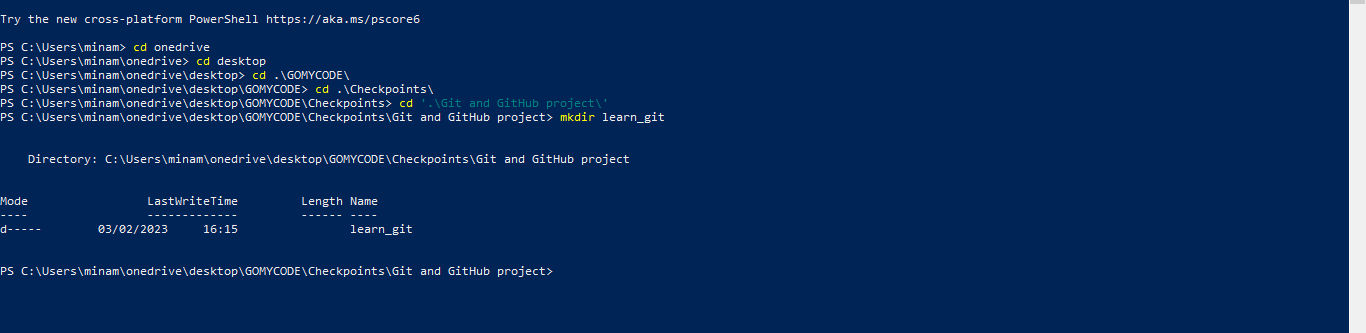 Try the new cross-platform PowerShell https://aka.ms/pscore6
PS C:\Users\minam> cd onedrive
PS C:\Users\minam\onedrive> cd desktop
PS C:\Users\minam\onedrive\desktop> cd .\GOMYCODE\
PS C:\Users\minam\onedrive\desktop\GOMYCODE> cd .\Checkpoints\
PS C:\Users\minam\onedrive\desktop\GOMYCODE\Checkpoints> cd '.\Git and GitHub project\'
PS C:\Users\minam\onedrive\desktop\GOMYCODE\Checkpoints\Git and GitHub project> mkdir learn_git
Directory: C:\Users\minam\onedrive\desktop\GOMYCODE\Checkpoints\Git and GitHub project
Mode LastWriteTime Length Name
---- ------------- ------ ----
d----- 03/02/2023 16:15 learn_git
PS C:\Users\minam\onedrive\desktop\GOMYCODE\Checkpoints\Git and GitHub project>